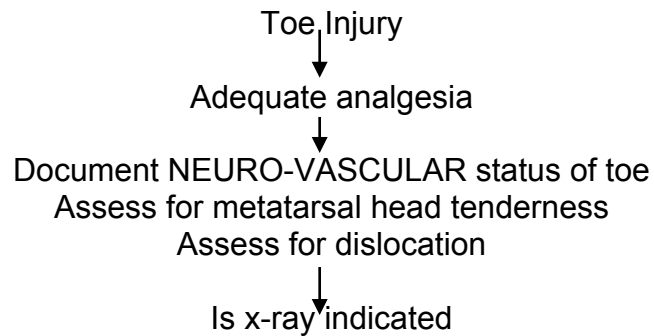 Toe Injury
Adequate analgesia
Document NEURO-VASCULAR status of toe
Assess for metatarsal head tenderness
Assess for dislocation
Is x-ray indicated